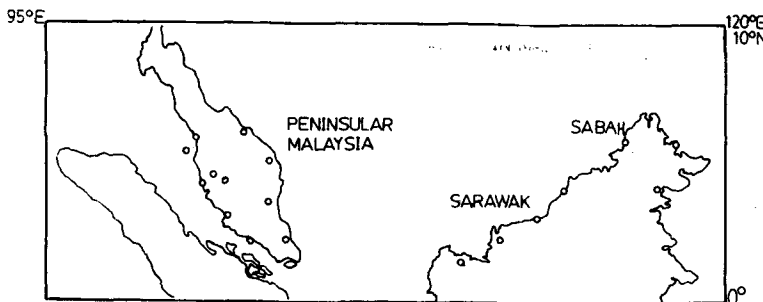 95°E
120°E
10°N
PENINSULAR
MALAYSIA
SABAH
SARAWAK
0°